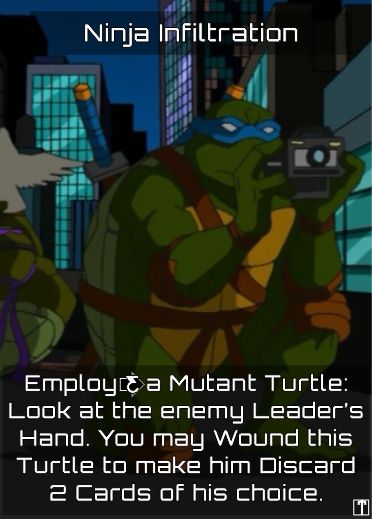 Ninja Infiltration
Employ a Mutant Turtle:
Look at the enemy Leader's
Hand. You may Wound this
Turtle to make him Discard
2 Cards of his choice.
T